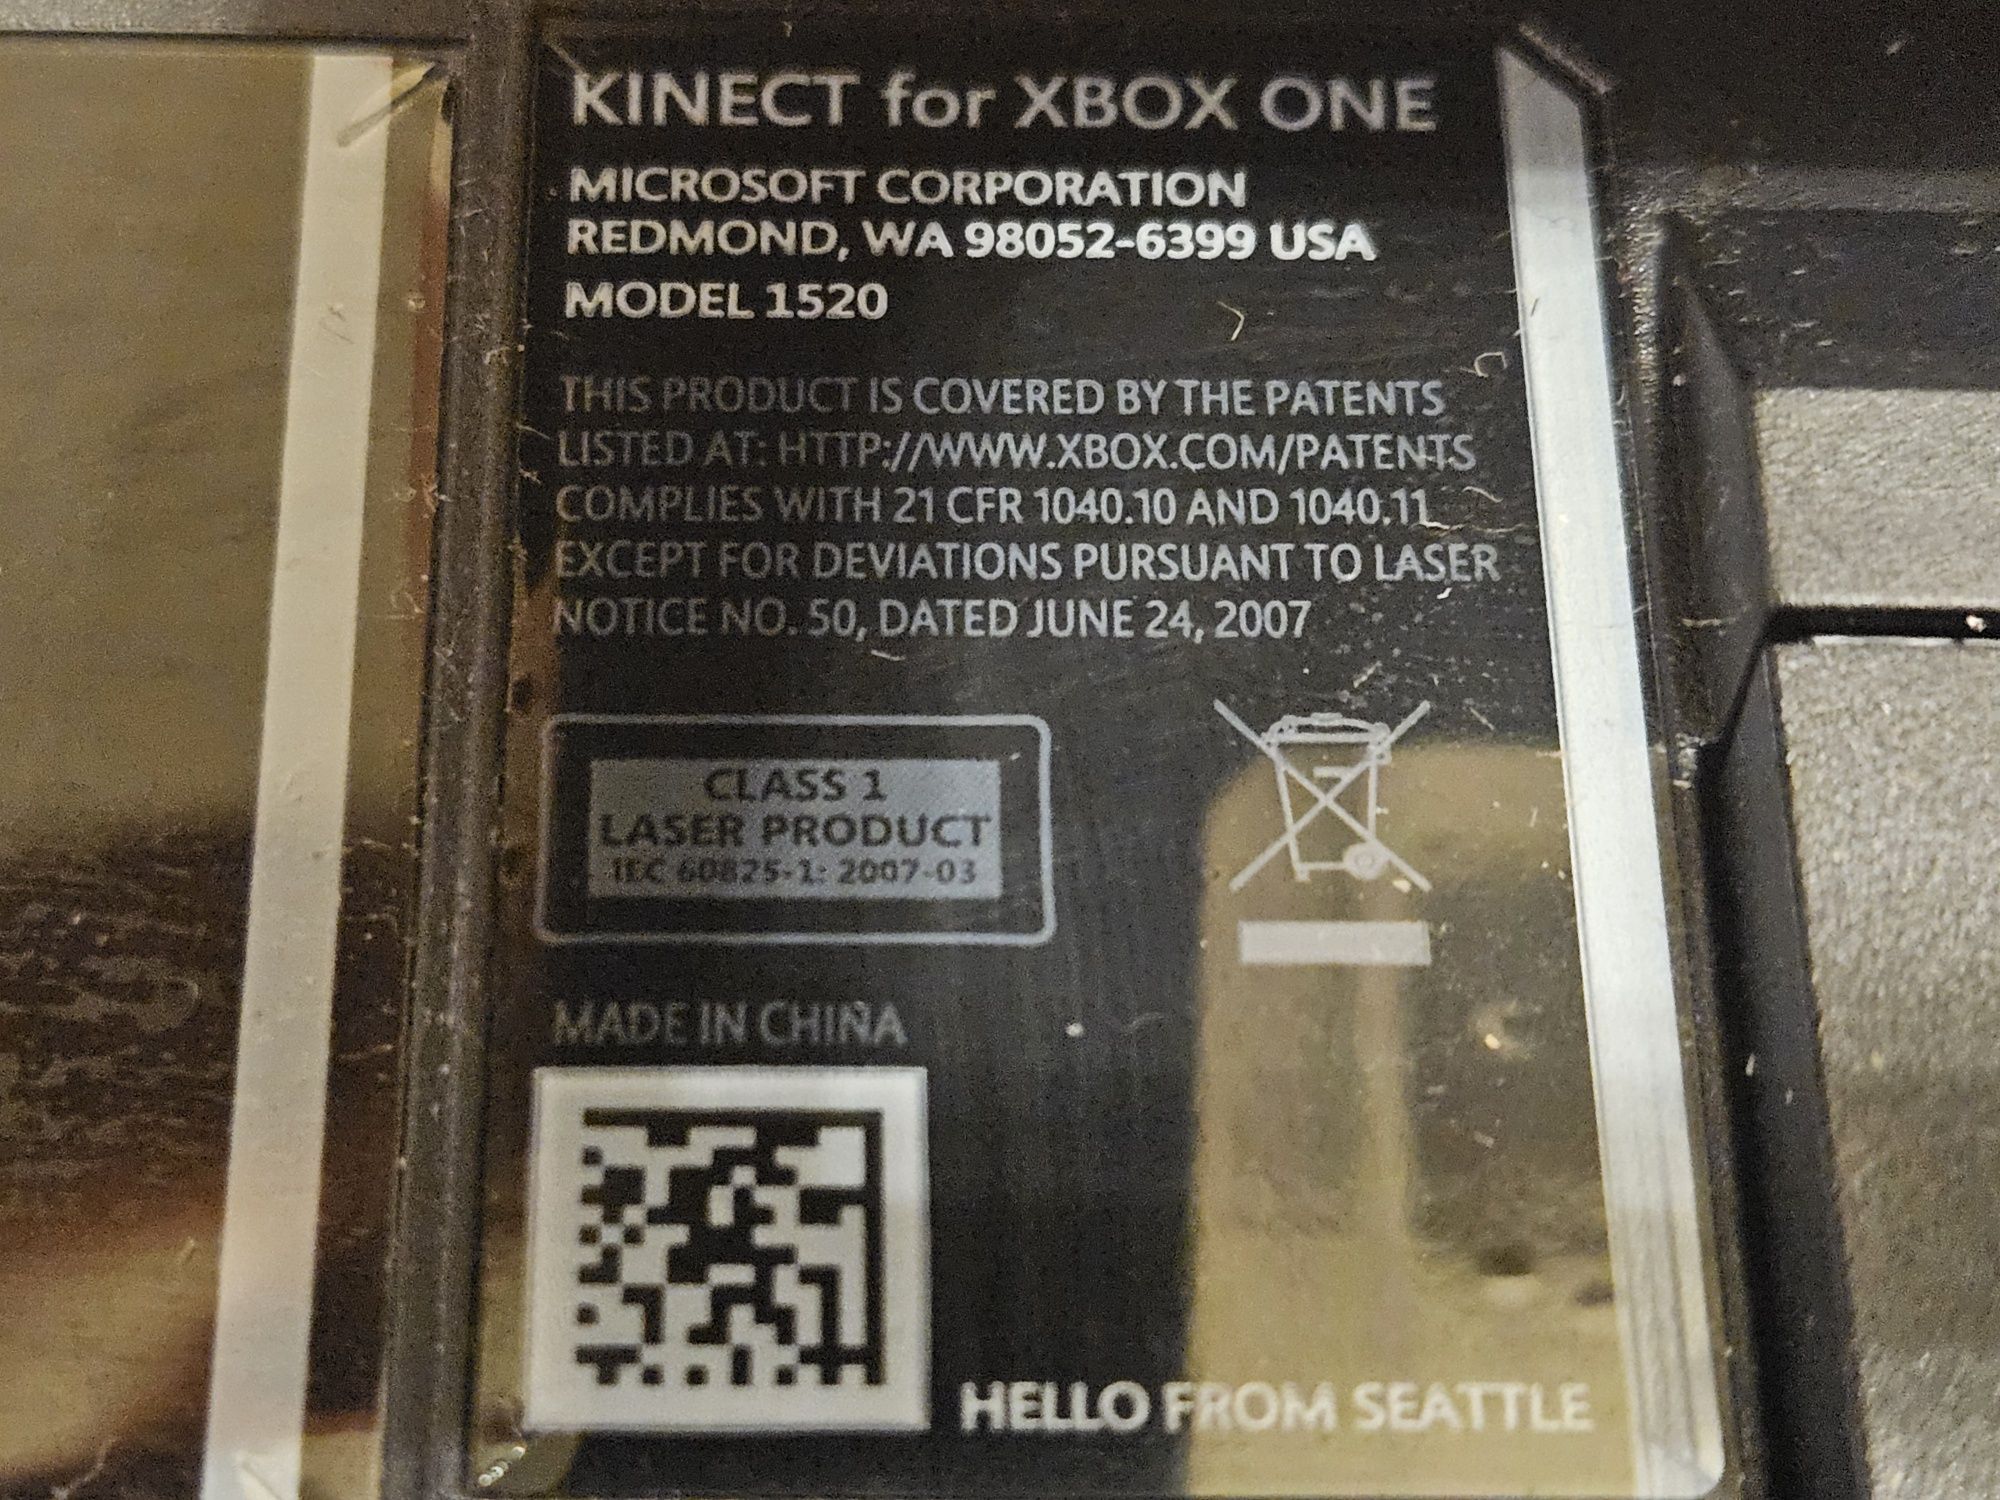 KINECT for XBOX ONE
MICROSOFT CORPORATION
REDMOND, WA 98052-6399 USA
MODEL 1520
THIS PRODUCT IS COVERED BY THE PATENTS
LISTED AT: HTTP://WWW.XBOX.COM/PATENTS
COMPLIES WITH 21 CFR 1040.10 AND 1040.11
EXCEPT FOR DEVIATIONS PURSUANT TO LASER
NOTICE NO. 50, DATED JUNE 24, 2007
CLASS 1
LASER PRODUCT
IEC 60825-1: 2007-03
MADE IN CHINA
HELLO FROM SEATTLE